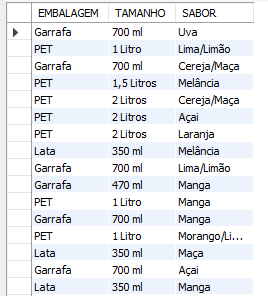 EMBALAGEM TAMANHO SABOR
Garrafa 700 ml Uva
PET 1 Litro Lima/Limão
Garrafa 700 ml Cereja/Maça
PET 1,5 Litros Melância
PET 2 Litros Cereja/Maça
PET 2 Litros Açai
PET 2 Litros Laranja
Lata 350 ml Melância
Garrafa 700 ml Lima/Limão
Garrafa 470 ml Manga
PET 1 Litro Manga
Garrafa 700 ml Manga
PET 1 Litro Morango/Li...
Lata 350 ml Maça
Garrafa 700 ml Açai
Lata 350 ml Manga